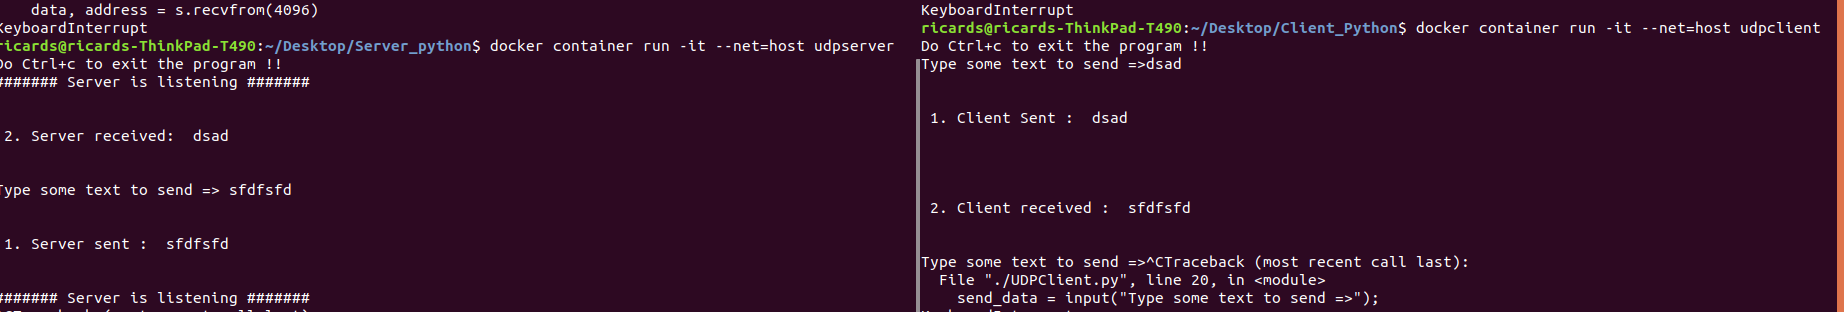 data, address = s.recvfrom(4096)
KeyboardInterrupt
ricards@ricards-ThinkPad-T490:~/Desktop/Server_python$ docker container run -it --net=host udpserver
Do Ctrl+c to exit the program !!
####### Server is listening #######
2. Server received:  dsad
Type some text to send => sfdfsfd
1. Server sent :  sfdfsfd
####### Server is listening #######
KeyboardInterrupt
ricards@ricards-ThinkPad-T490:~/Desktop/Client_Python$ docker container run -it --net=host udpclient
Do Ctrl+c to exit the program !!
Type some text to send =>dsad
1. Client Sent :  dsad
2. Client received :  sfdfsfd
Type some text to send =>^CTraceback (most recent call last):
File "./UDPClient.py", line 20, in <module>
send_data = input("Type some text to send =>");